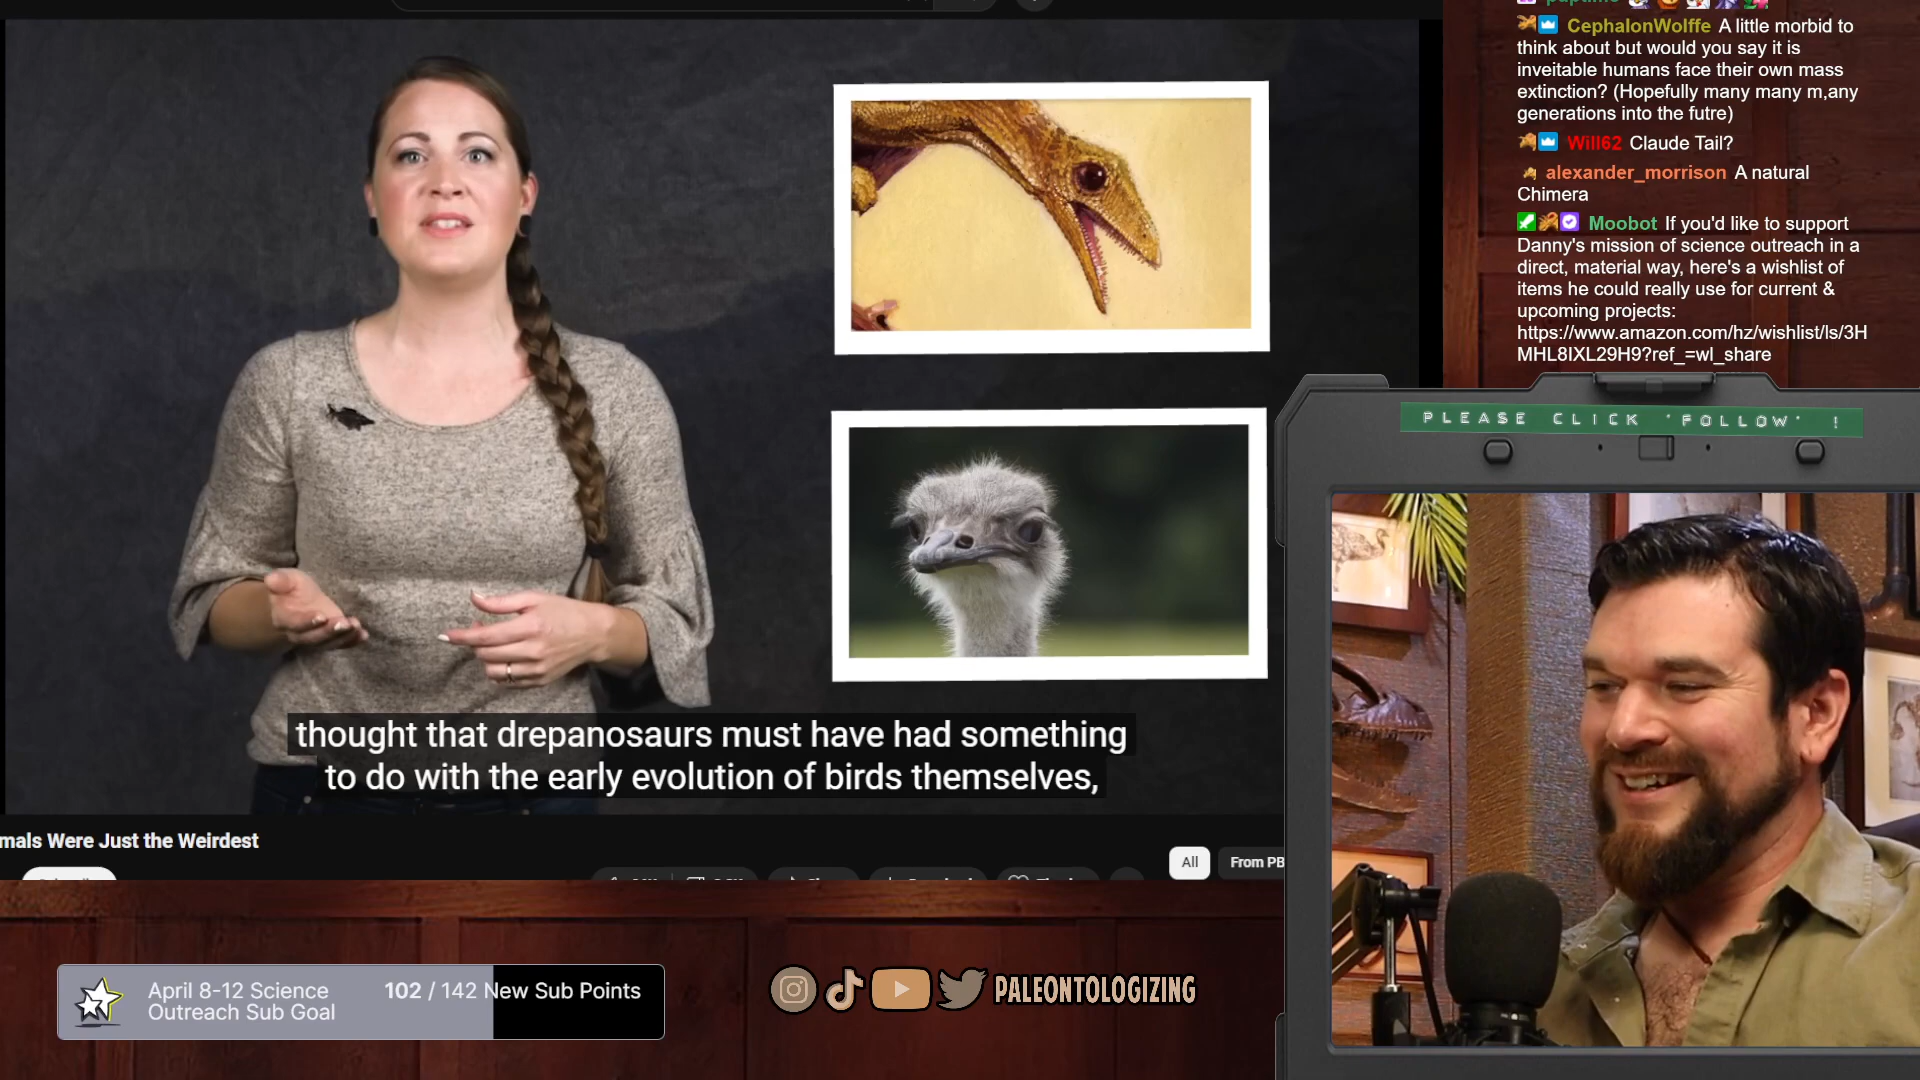 CephalonWolffe A little morbid to
think about but would you say it is
inveitable humans face their own mass
extinction? (Hopefully many many m,any
generations into the futre)
Will62 Claude Tail?
alexander_morrison A natural
Chimera
Moobot If you'd like to support
Danny's mission of science outreach in a
direct, material way, here's a wishlist of
items he could really use for current &
upcoming projects:
https://www.amazon.com/hz/wishlist/ls/3H
MHL8IXL29H9?ref_=wl_share
PLEASE CLICK "FOLLOW" !
thought that drepanosaurs must have had something
to do with the early evolution of birds themselves,
mals Were Just the Weirdest
All
From PB
April 8-12 Science
Outreach Sub Goal
102 / 142 New Sub Points
PALEONTOLOGIZING